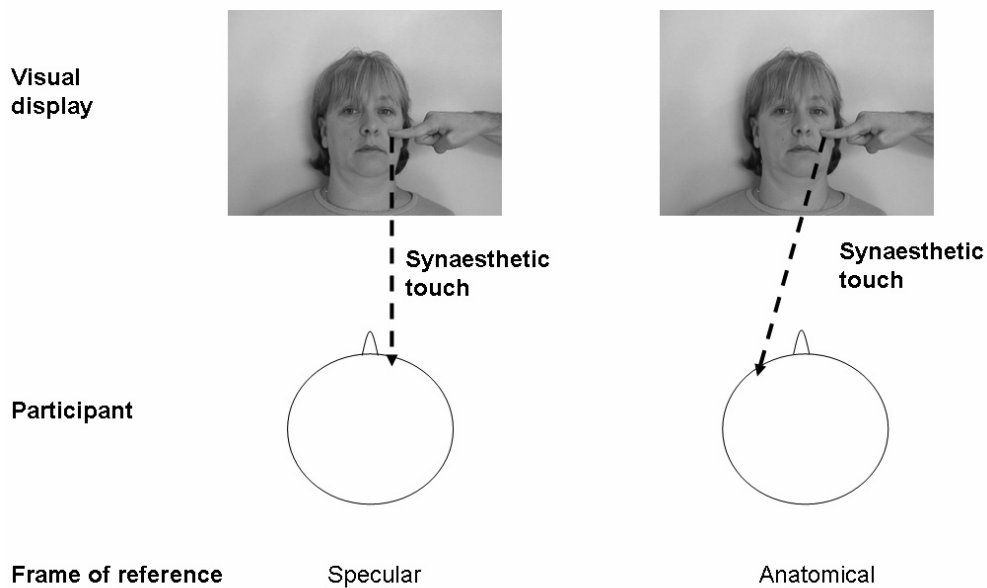 Visual
display
Synaesthetic
touch
Synaesthetic
touch
Participant
Frame of reference
Specular
Anatomical